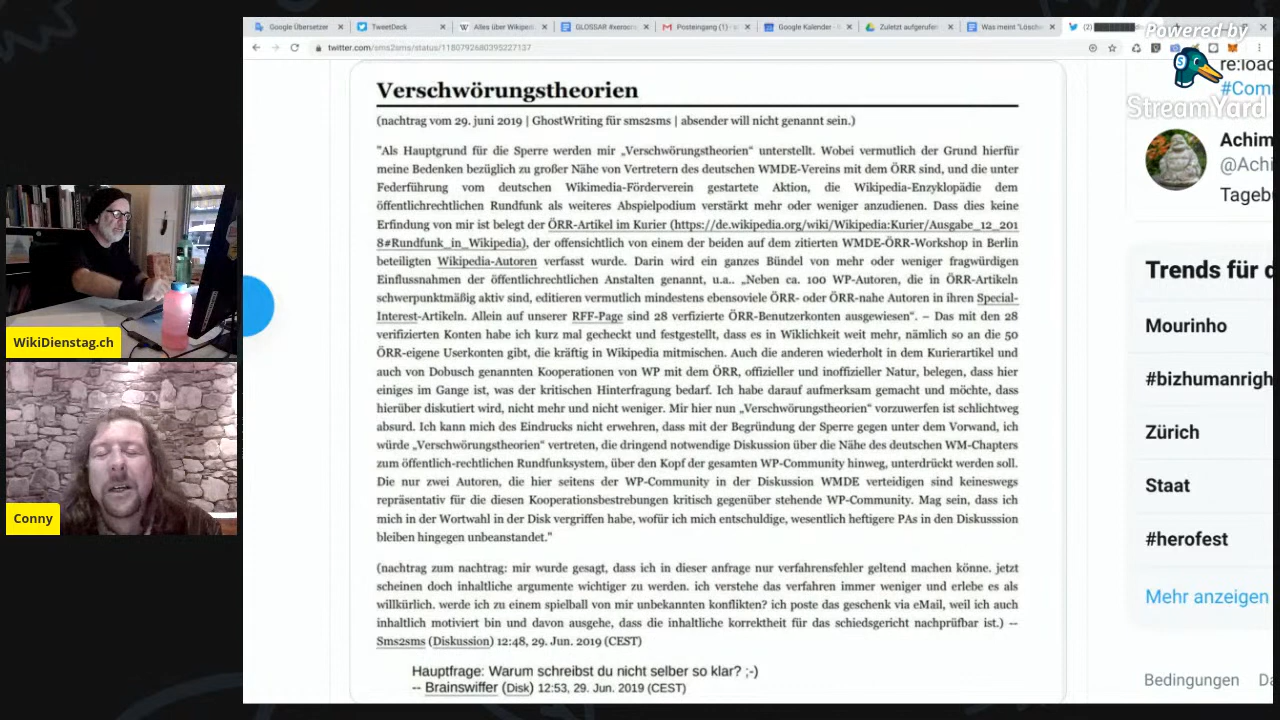 Google Übersetzer
TweetDeck
Alles über Wikipedi
GLOSSAR #xerocra
Posteingang (1) -
Google Kalender -
Zuletzt aufgerufen
Was meint "Lösche
(2)
twitter.com/sms2sms/status/1180792680395227137
Powered by
StreamYard
Verschwörungstheorien
(nachtrag vom 29. juni 2019 | GhostWriting für sms2sms | absender will nicht genannt sein.)
"Als Hauptgrund für die Sperre werden mir „Verschwörungstheorien“ unterstellt. Wobei vermutlich der Grund hierfür
meine Bedenken bezüglich zu großer Nähe von Vertretern des deutschen WMDE-Vereins mit dem ÖRR sind, und die unter
Federführung vom deutschen Wikimedia-Förderverein gestartete Aktion, die Wikipedia-Enzyklopädie dem
öffentlichrechtlichen Rundfunk als weiteres Abspielpodium verstärkt mehr oder weniger anzudienen. Dass dies keine
Erfindung von mir ist belegt der ÖRR-Artikel im Kurier (https://de.wikipedia.org/wiki/Wikipedia:Kurier/Ausgabe_12_201
8#Rundfunk_in_Wikipedia), der offensichtlich von einem der beiden auf dem zitierten WMDE-ÖRR-Workshop in Berlin
beteiligten Wikipedia-Autoren verfasst wurde. Darin wird ein ganzes Bündel von mehr oder weniger fragwürdigen
Einflussnahmen der öffentlichrechtlichen Anstalten genannt, u.a.. „Neben ca. 100 WP-Autoren, die in ÖRR-Artikeln
schwerpunktmäßig aktiv sind, editieren vermutlich mindestens ebensoviele ÖRR- oder ÖRR-nahe Autoren in ihren Special-
Interest-Artikeln. Allein auf unserer RFF-Page sind 28 verfizierte ÖRR-Benutzerkonten ausgewiesen“. – Das mit den 28
verifizierten Konten habe ich kurz mal gecheckt und festgestellt, dass es in Wiklichkeit weit mehr, nämlich so an die 50
ÖRR-eigene Userkonten gibt, die kräftig in Wikipedia mitmischen. Auch die anderen wiederholt in dem Kurierartikel und
auch von Dobusch genannten Kooperationen von WP mit dem ÖRR, offizieller und inoffizieller Natur, belegen, dass hier
einiges im Gange ist, was der kritischen Hinterfragung bedarf. Ich habe darauf aufmerksam gemacht und möchte, dass
hierüber diskutiert wird, nicht mehr und nicht weniger. Mir hier nun „Verschwörungstheorien“ vorzuwerfen ist schlichtweg
absurd. Ich kann mich des Eindrucks nicht erwehren, dass mit der Begründung der Sperre gegen unter dem Vorwand, ich
würde „Verschwörungstheorien“ vertreten, die dringend notwendige Diskussion über die Nähe des deutschen WM-Chapters
zum öffentlich-rechtlichen Rundfunksystem, über den Kopf der gesamten WP-Community hinweg, unterdrückt werden soll.
Die nur zwei Autoren, die hier seitens der WP-Community in der Diskussion WMDE verteidigen sind keineswegs
repräsentativ für die diesen Kooperationsbestrebungen kritisch gegenüber stehende WP-Community. Mag sein, dass ich
mich in der Wortwahl in der Disk vergriffen habe, wofür ich mich entschuldige, wesentlich heftigere PAs in den Diskusssion
bleiben hingegen unbeanstandet."
(nachtrag zum nachtrag: mir wurde gesagt, dass ich in dieser anfrage nur verfahrensfehler geltend machen könne. jetzt
scheinen doch inhaltliche argumente wichtiger zu werden. ich verstehe das verfahren immer weniger und erlebe es als
willkürlich. werde ich zu einem spielball von mir unbekannten konflikten? ich poste das geschenk via eMail, weil ich auch
inhaltlich motiviert bin und davon ausgehe, dass die inhaltliche korrektheit für das schiedsgericht nachprüfbar ist.) --
Sms2sms (Diskussion) 12:48, 29. Jun. 2019 (CEST)
Hauptfrage: Warum schreibst du nicht selber so klar? ;-)
-- Brainswiffer (Disk) 12:53, 29. Jun. 2019 (CEST)
re:load
#Com
Achim
@Achi
Tagebu
Trends für d
Mourinho
#bizhumanrigh
Zürich
Staat
#herofest
Mehr anzeigen
Bedingungen
Da
WikiDienstag.ch
Conny